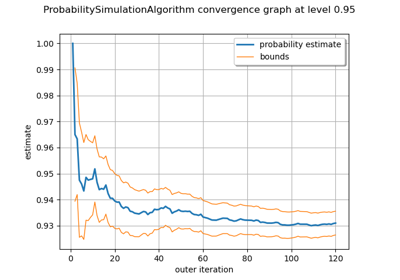 ProbabilitySimulationAlgorithm convergence graph at level 0.95
probability estimate
bounds
1.00
0.99
0.98
0.97
0.96
0.95
0.94
0.93
estimate
0 20 40 60 80 100 120
outer iteration